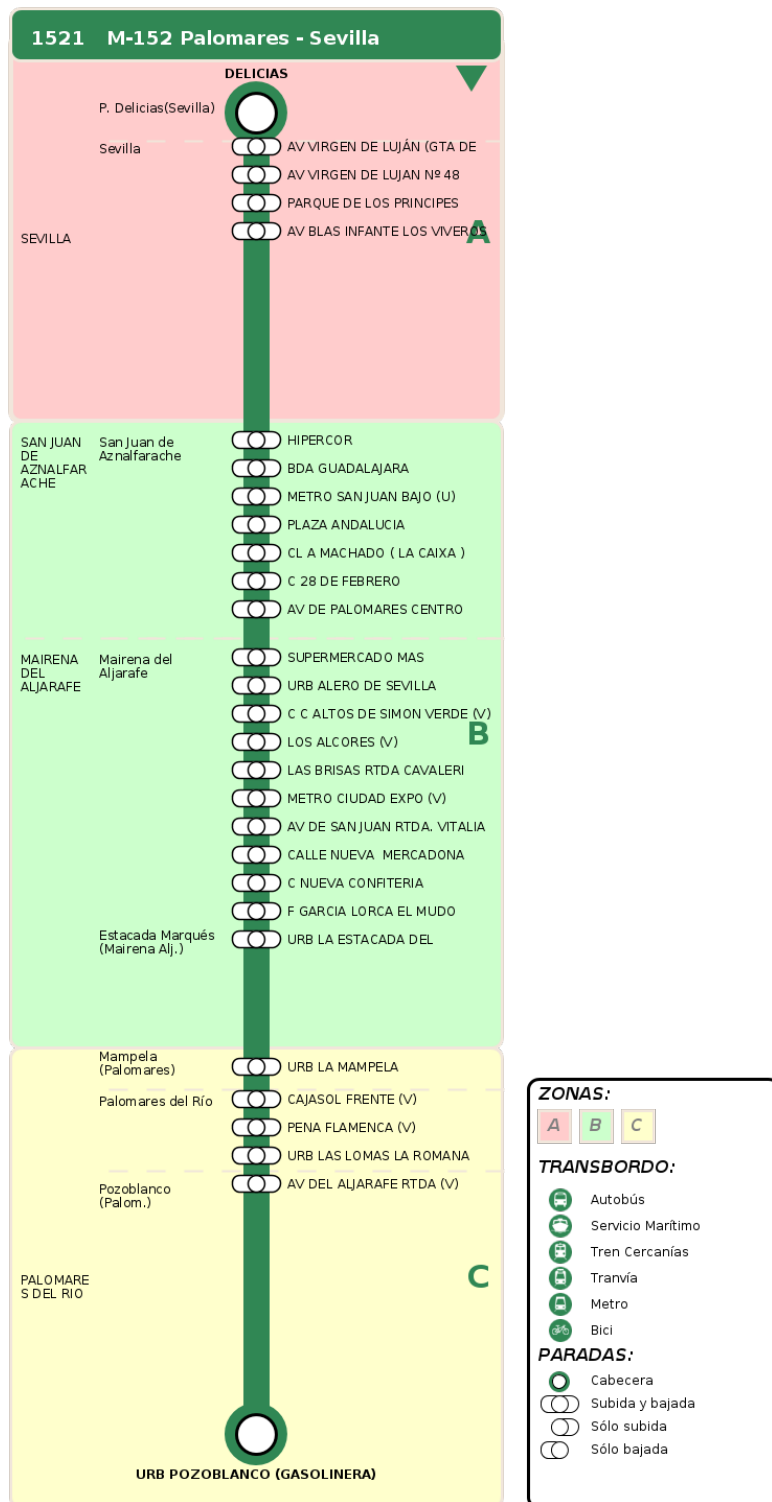 1521 M-152 Palomares - Sevilla
DELICIAS
P. Delicias(Sevilla)
Sevilla
AV VIRGEN DE LUJÁN (GTA DE
AV VIRGEN DE LUJAN Nº 48
PARQUE DE LOS PRINCIPES
AV BLAS INFANTE LOS VIVEROS
SEVILLA
A
SAN JUAN
DE
AZNALFAR
ACHE
San Juan de
Aznalfarache
HIPERCOR
BDA GUADALAJARA
METRO SAN JUAN BAJO (U)
PLAZA ANDALUCIA
CL A MACHADO ( LA CAIXA )
C 28 DE FEBRERO
AV DE PALOMARES CENTRO
MAIRENA
DEL
ALJARAFE
Mairena del
Aljarafe
SUPERMERCADO MAS
URB ALERO DE SEVILLA
C C ALTOS DE SIMON VERDE (V)
B
LOS ALCORES (V)
LAS BRISAS RTDA CAVALERI
METRO CIUDAD EXPO (V)
AV DE SAN JUAN RTDA. VITALIA
CALLE NUEVA  MERCADONA
C NUEVA CONFITERIA
F GARCIA LORCA EL MUDO
Estacada Marqués
(Mairena Alj.)
URB LA ESTACADA DEL
Mampela
(Palomares)
URB LA MAMPELA
Palomares del Río
CAJASOL FRENTE (V)
PENA FLAMENCA (V)
URB LAS LOMAS LA ROMANA
Pozoblanco
(Palom.)
AV DEL ALJARAFE RTDA (V)
PALOMARE
S DEL RIO
C
URB POZOBLANCO (GASOLINERA)
ZONAS:
A B C
TRANSBORDO:
Autobús
Servicio Marítimo
Tren Cercanías
Tranvía
Metro
Bici
PARADAS:
Cabecera
Subida y bajada
Sólo subida
Sólo bajada